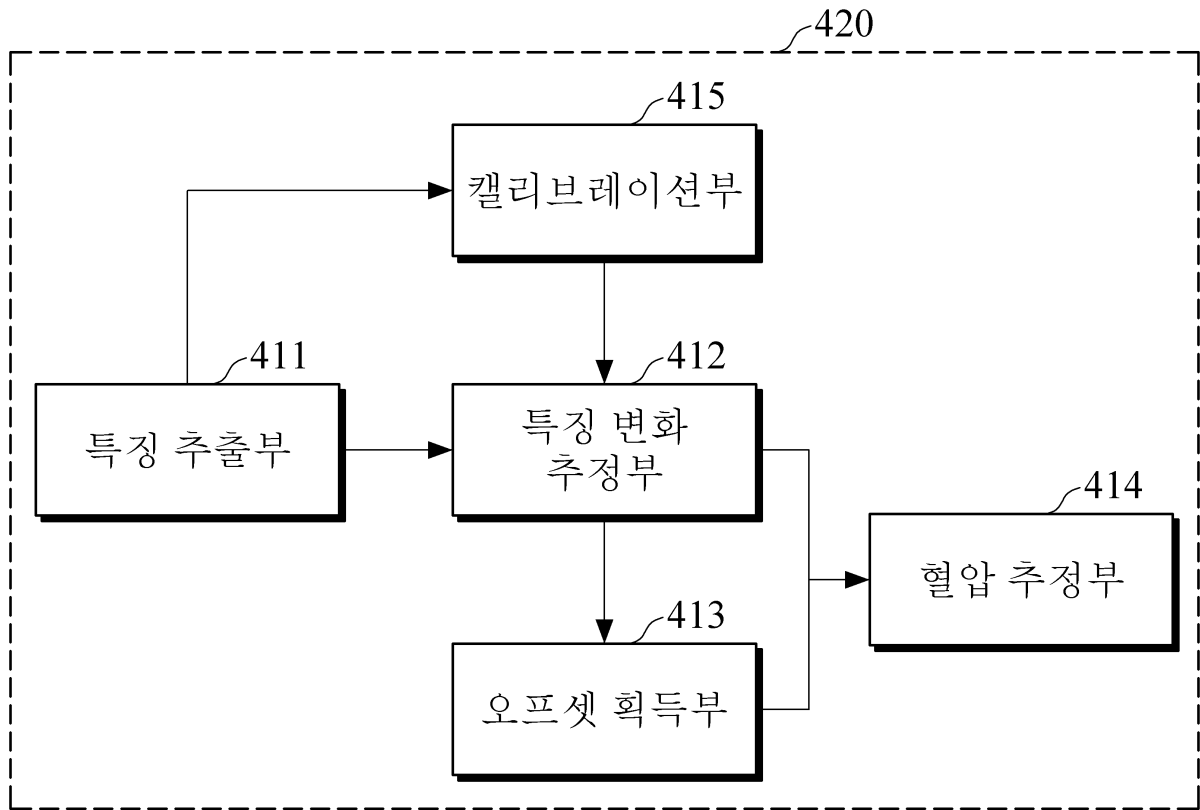 420
415
캘리브레이션부
411
특징 추출부
412
특징 변화
추정부
414
혈압 추정부
413
오프셋 획득부